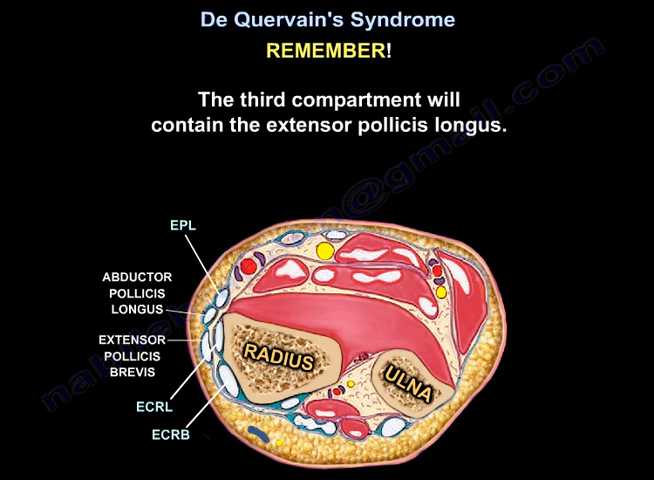 De Quervain's Syndrome
REMEMBER!
The third compartment will
contain the extensor pollicis longus.
EPL
ABDUCTOR
POLLICIS
LONGUS
EXTENSOR
POLLICIS
BREVIS
ECRL
ECRB
RADIUS
ULNA